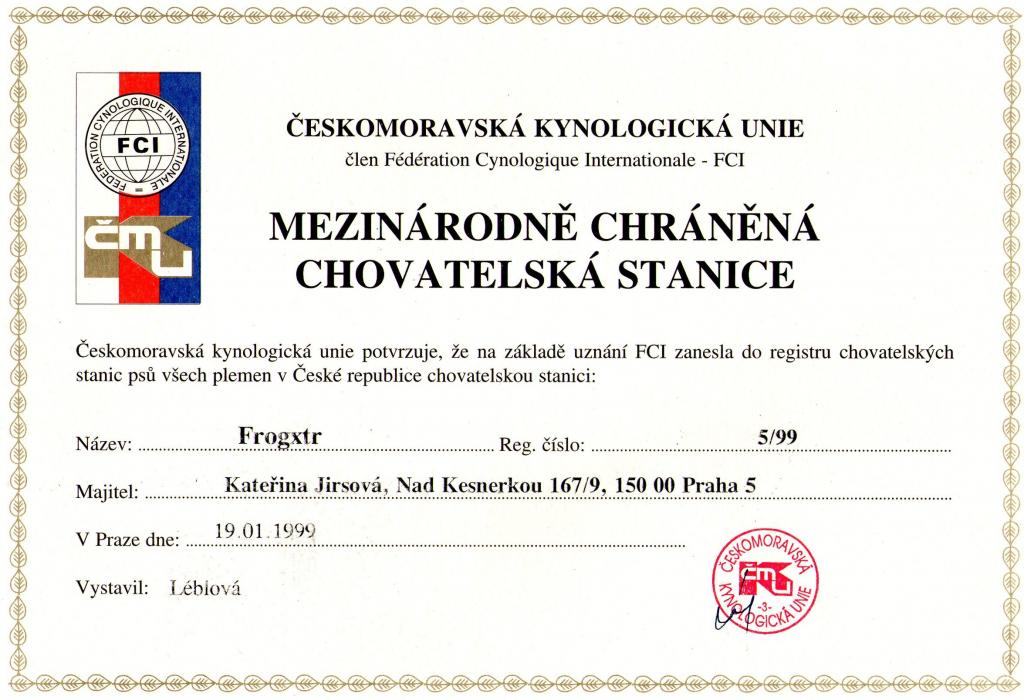 FEDERATION CYNOLOGIQUE INTERNATIONALE
FCI
ČMKU
ČESKOMORAVSKÁ KYNOLOGICKÁ UNIE
člen Fédération Cynologique Internationale - FCI
MEZINÁRODNĚ CHRÁNĚNÁ
CHOVATELSKÁ STANICE
Českomoravská kynologická unie potvrzuje, že na základě uznání FCI zanesla do registru chovatelských
stanic psů všech plemen v České republice chovatelskou stanici:
Název: Frogxtr Reg. číslo: 5/99
Majitel: Kateřina Jirsová, Nad Kesnerkou 167/9, 150 00 Praha 5
V Praze dne: 19.01.1999
Vystavil: Léblová
ČESKOMORAVSKÁ
ČMKU
-3-
KYNOLOGICKÁ UNIE